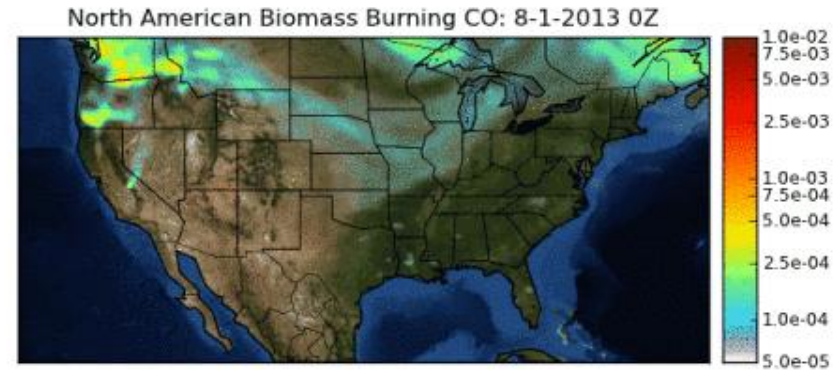 North American Biomass Burning CO: 8-1-2013 0Z
1.0e-02
7.5e-03
5.0e-03
2.5e-03
1.0e-03
7.5e-04
5.0e-04
2.5e-04
1.0e-04
5.0e-05